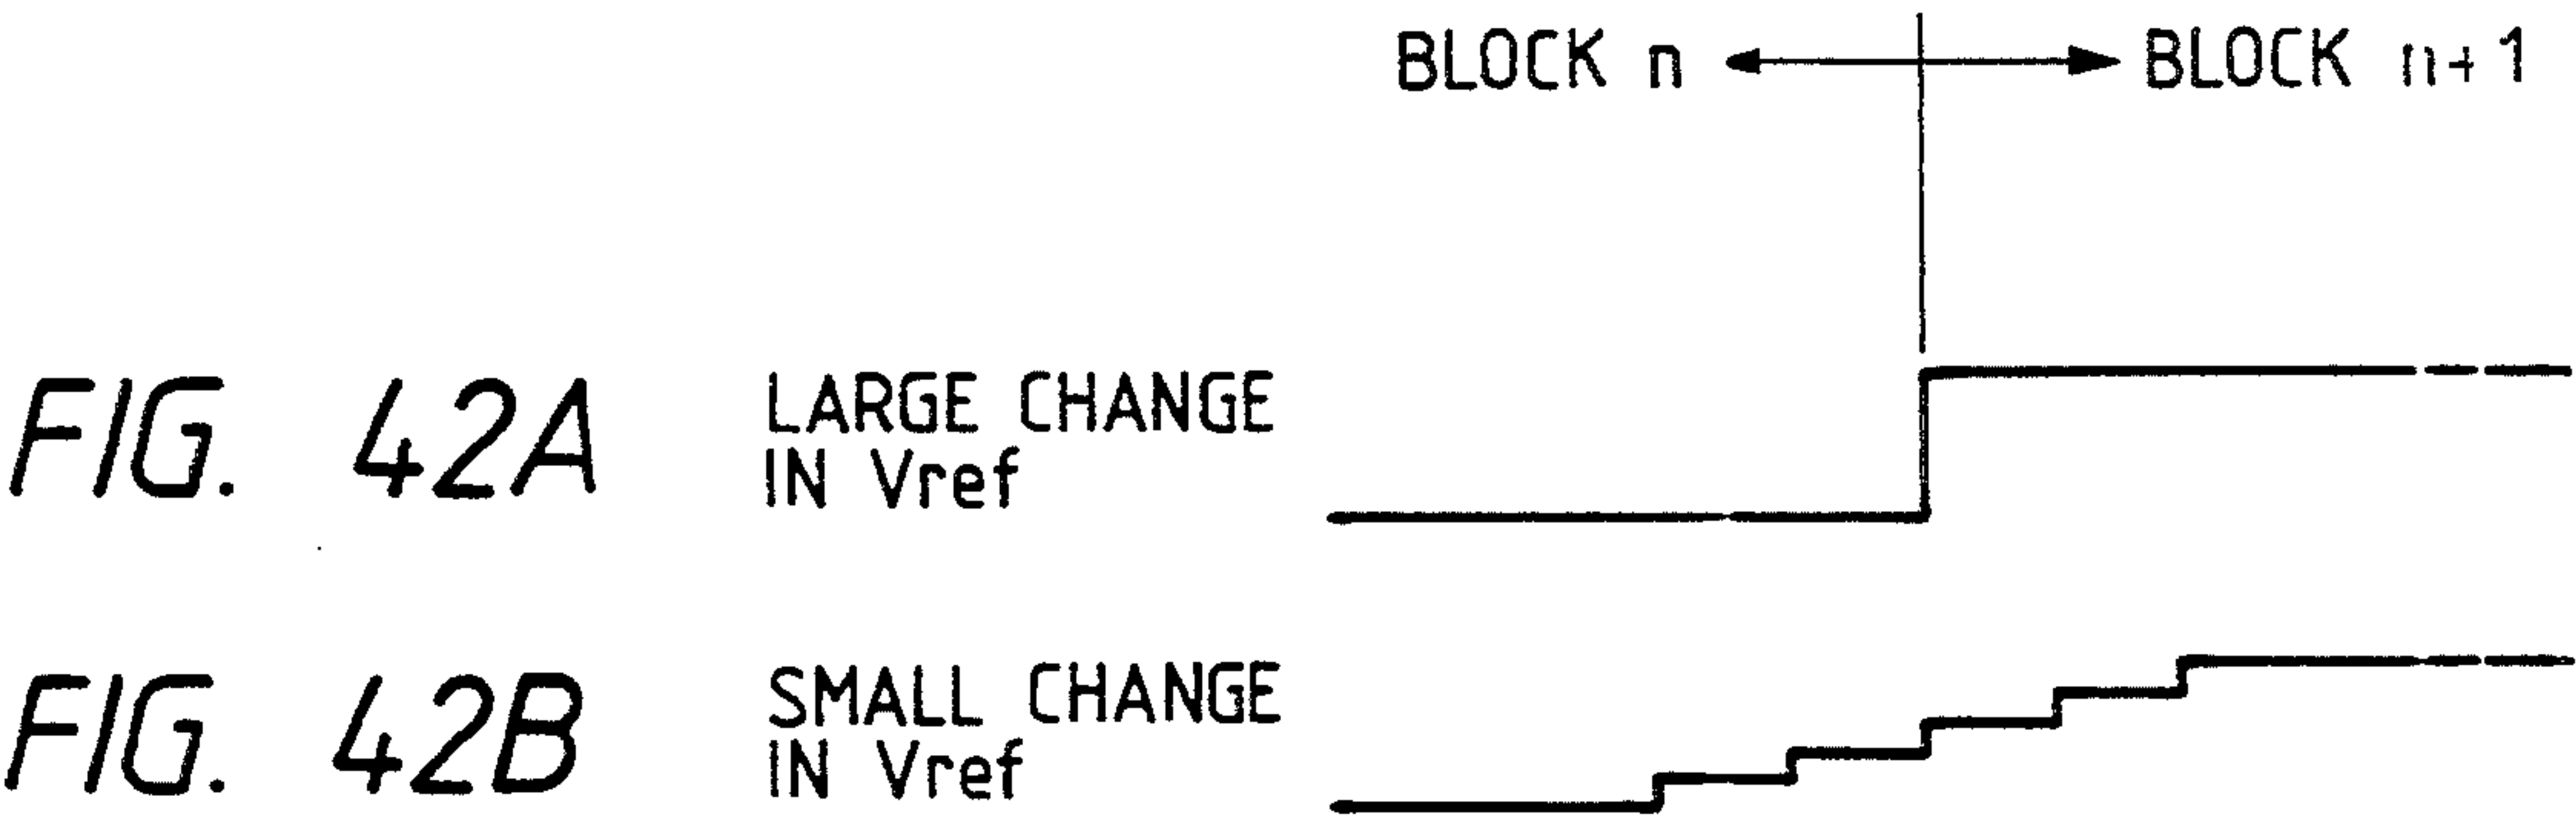 BLOCK n BLOCK n+1
FIG. 42A
LARGE CHANGE
IN Vref
FIG. 42B
SMALL CHANGE
IN Vref